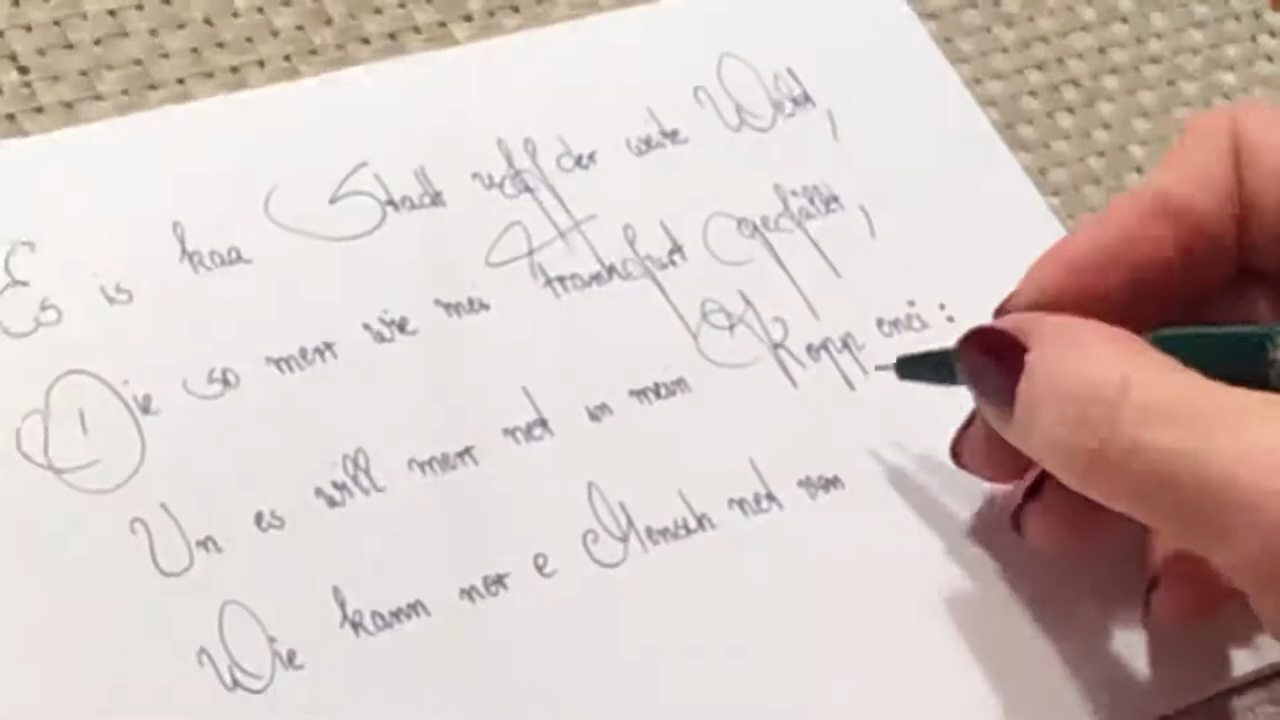 Es is kaa Stadt uff der weite Welt,
Die so merr wie mei Frankfurt gefällt,
Un es will merr net in mein Kopp enei:
Wie kann nor e Mensch net von